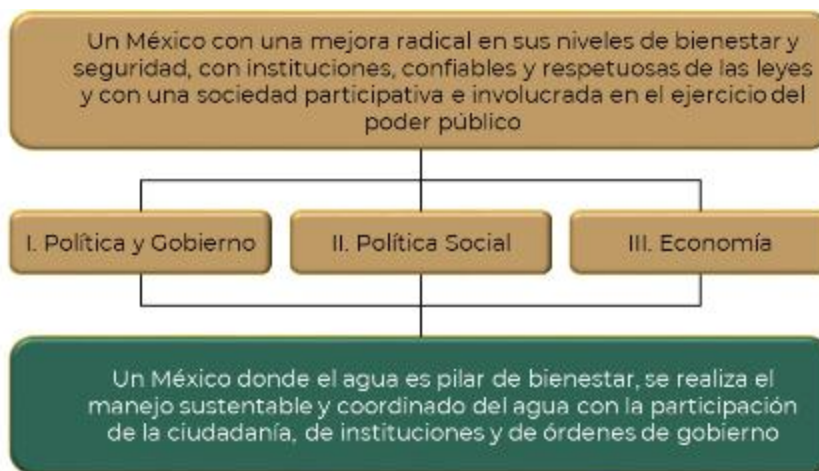 Un México con una mejora radical en sus niveles de bienestar y
seguridad, con instituciones, confiables y respetuosas de las leyes
y con una sociedad participativa e involucrada en el ejercicio del
poder público
I. Política y Gobierno
II. Política Social
III. Economía
Un México donde el agua es pilar de bienestar, se realiza el
manejo sustentable y coordinado del agua con la participación
de la ciudadanía, de instituciones y de órdenes de gobierno